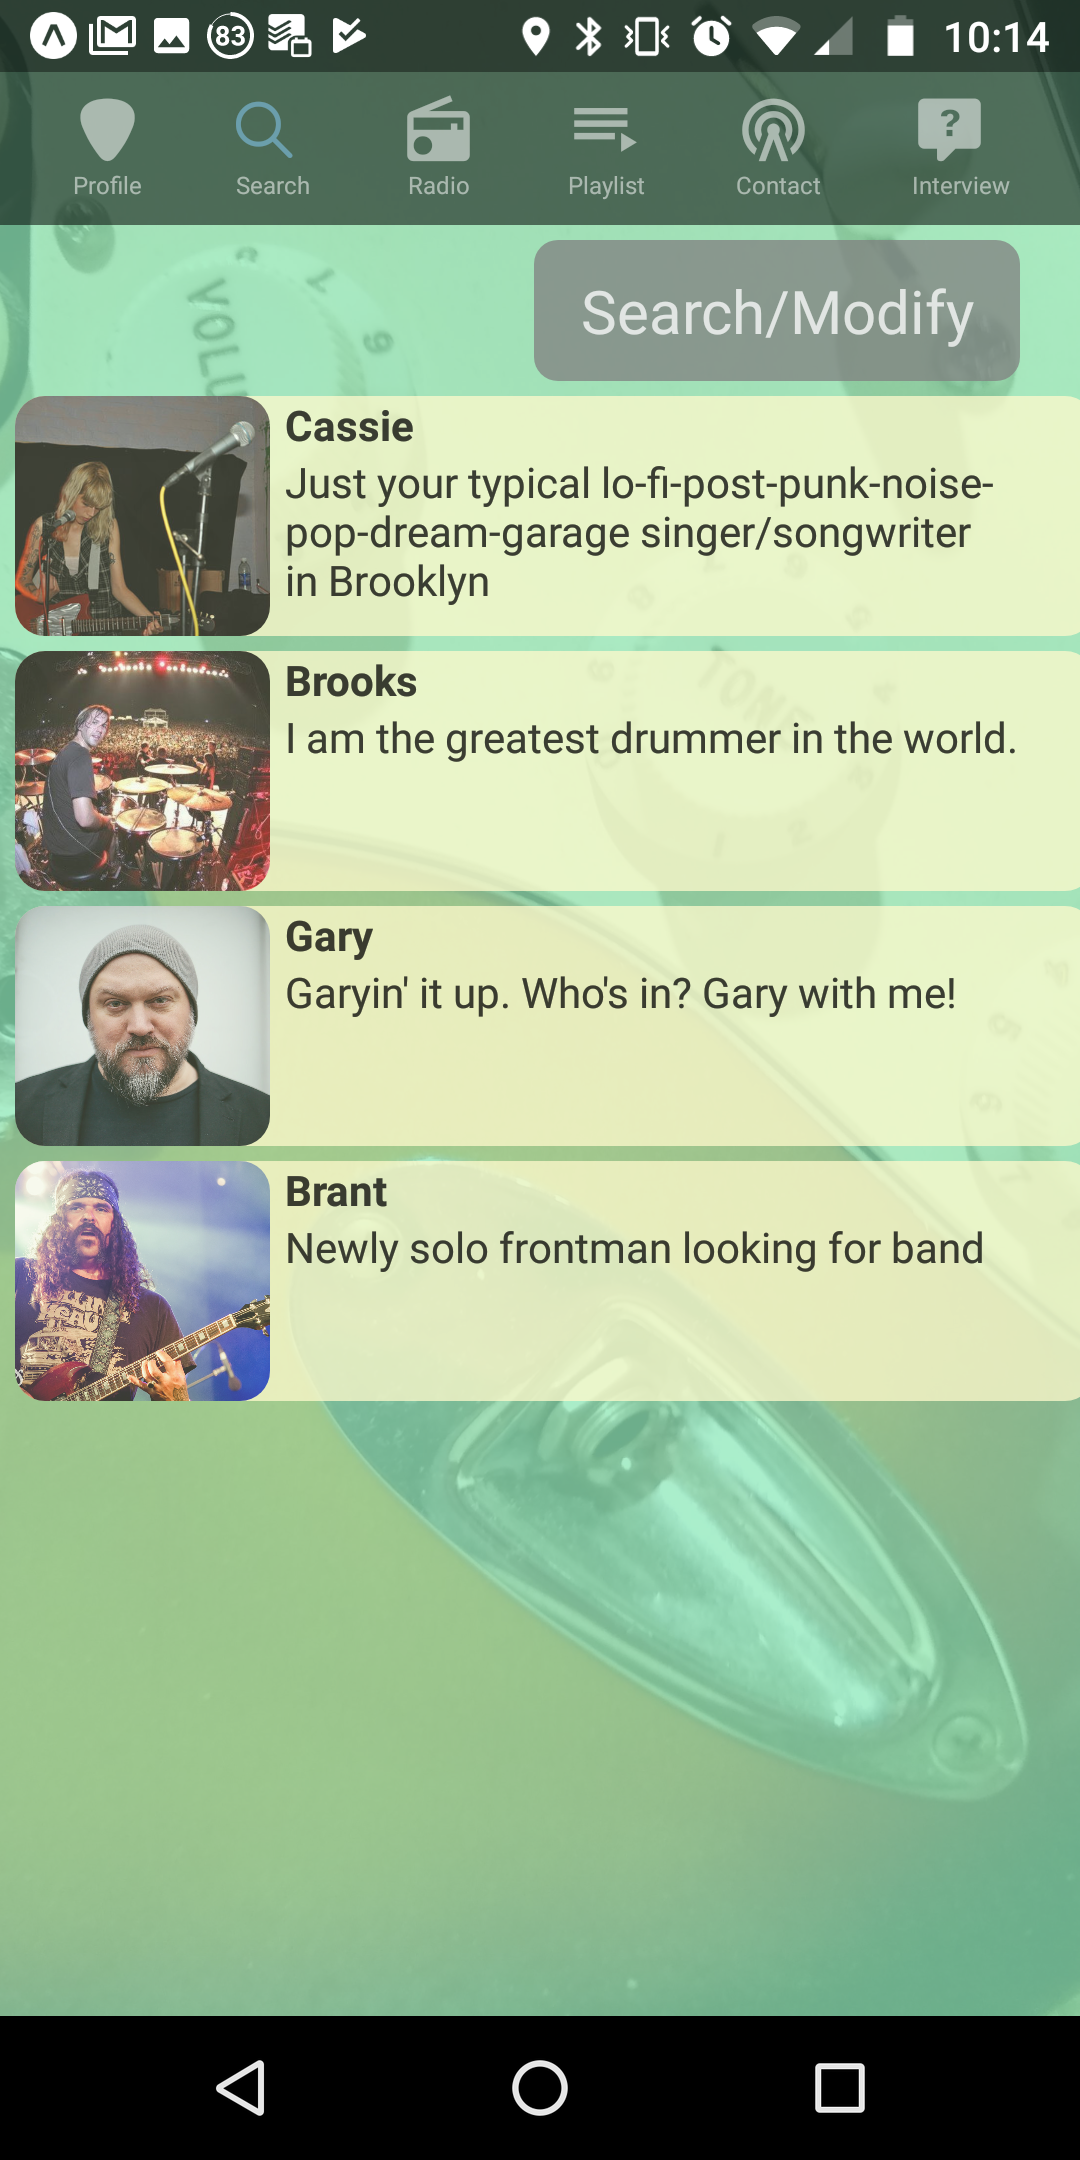 83
10:14
Profile
Search
Radio
Playlist
Contact
?
Interview
Search/Modify
VOLU
Cassie
Just your typical lo-fi-post-punk-noise-
pop-dream-garage singer/songwriter
in Brooklyn
Brooks
I am the greatest drummer in the world.
TONE
Gary
Garyin' it up. Who's in? Gary with me!
Brant
Newly solo frontman looking for band